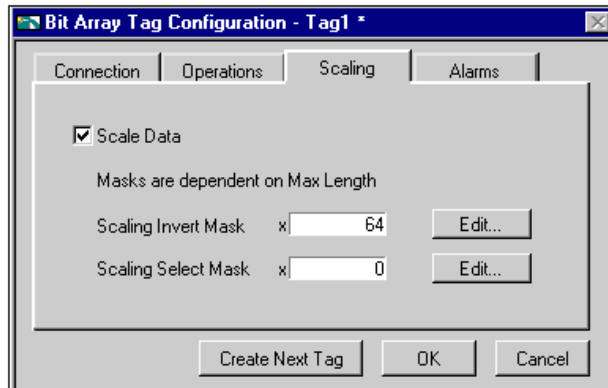 Bit Array Tag Configuration - Tag1 *
Connection Operations Scaling Alarms
Scale Data
Masks are dependent on Max Length
Scaling Invert Mask x 64 Edit...
Scaling Select Mask x 0 Edit...
Create Next Tag OK Cancel